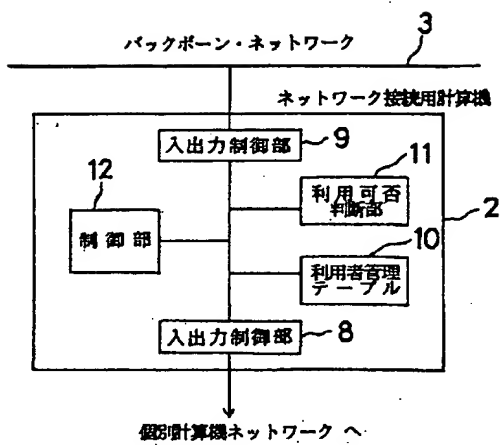 バックボーン・ネットワーク
3
ネットワーク接続用計算機
入出力制御部
9
11
12
利用可否
判断部
2
制御部
10
利用者管理
テーブル
入出力制御部
8
個別計算機ネットワークへ